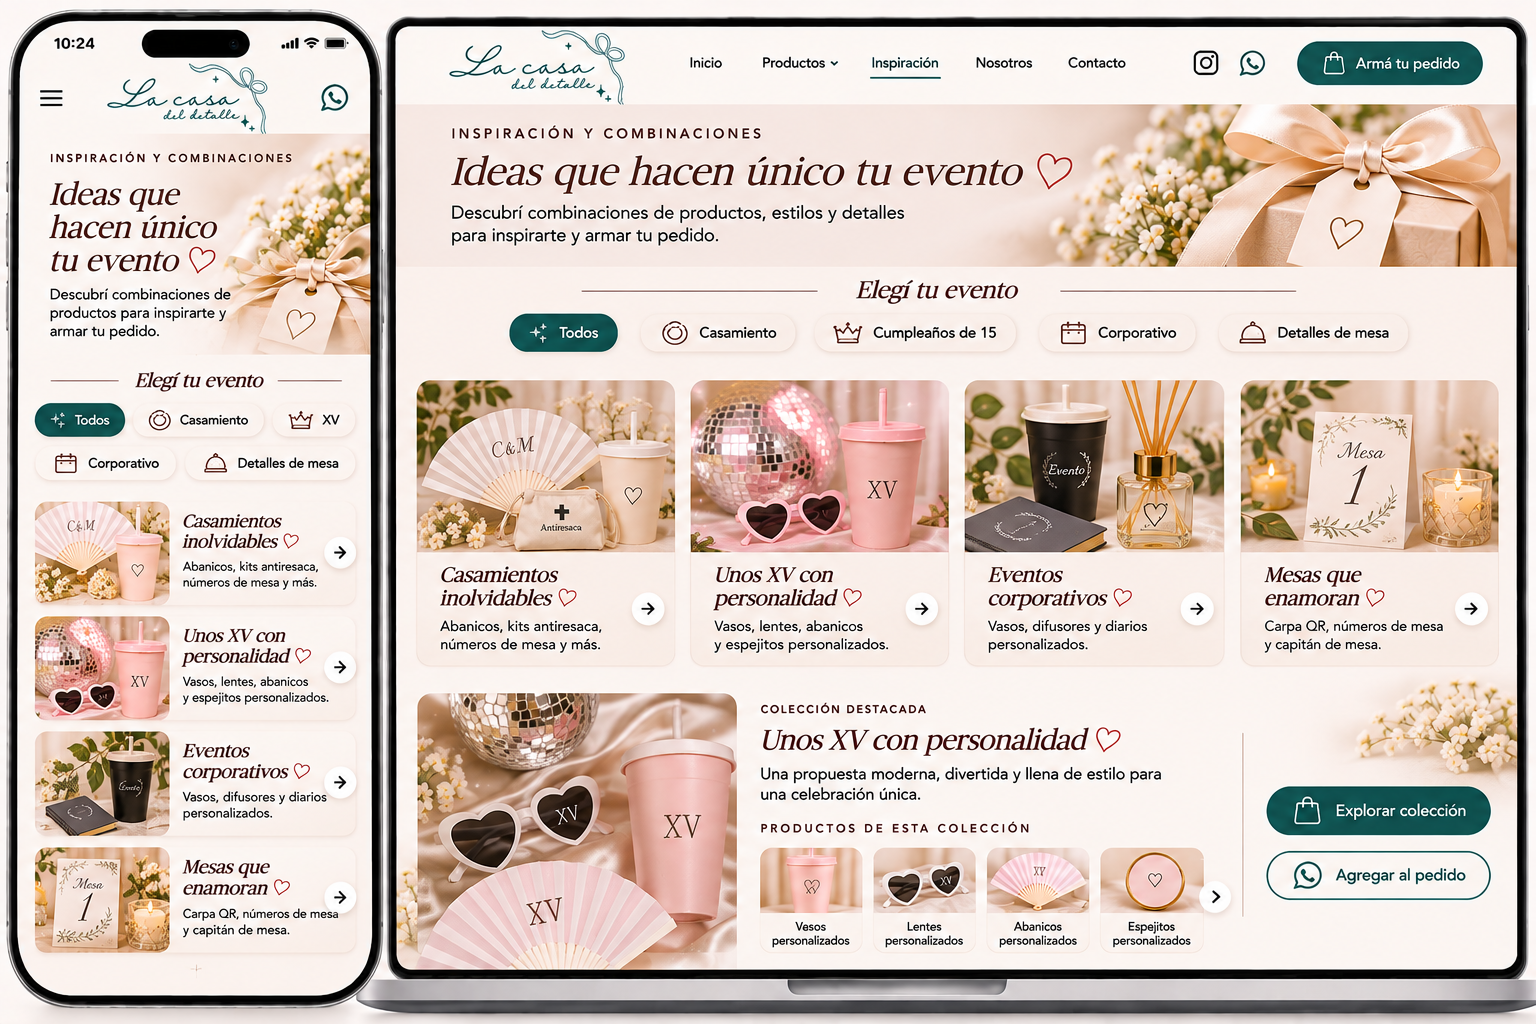 10:24
La casa
del detalle
INSPIRACIÓN Y COMBINACIONES
Ideas que
hacen único
tu evento
Descubrí combinaciones de
productos para inspirarte y
armar tu pedido.
Elegí tu evento
Todos
Casamiento
XV
Corporativo
Detalles de mesa
C&M
Casamientos
inolvidables
Abanicos, kits antiresaca,
números de mesa y más.
XV
Unos XV con
personalidad
Vasos, lentes, abanicos
y espejitos personalizados.
Evento
Eventos
corporativos
Vasos, difusores y diarios
personalizados.
Mesa
1
Mesas que
enamoran
Carpa QR, números de mesa
y capitán de mesa.
La casa
del detalle
Inicio
Productos
Inspiración
Nosotros
Contacto
Armá tu pedido
INSPIRACIÓN Y COMBINACIONES
Ideas que hacen único tu evento
Descubrí combinaciones de productos, estilos y detalles
para inspirarte y armar tu pedido.
Elegí tu evento
Todos
Casamiento
Cumpleaños de 15
Corporativo
Detalles de mesa
C&M
Antiresaca
Casamientos
inolvidables
Abanicos, kits antiresaca,
números de mesa y más.
XV
Unos XV con
personalidad
Vasos, lentes, abanicos
y espejitos personalizados.
Evento
Eventos
corporativos
Vasos, difusores y diarios
personalizados.
Mesa
1
Mesas que
enamoran
Carpa QR, números de mesa
y capitán de mesa.
XV
XV
XV
COLECCIÓN DESTACADA
Unos XV con personalidad
Una propuesta moderna, divertida y llena de estilo para
una celebración única.
PRODUCTOS DE ESTA COLECCIÓN
XV
Vasos
personalizados
XV
Lentes
personalizados
XV
Abanicos
personalizados
Espejitos
personalizados
Explorar colección
Agregar al pedido